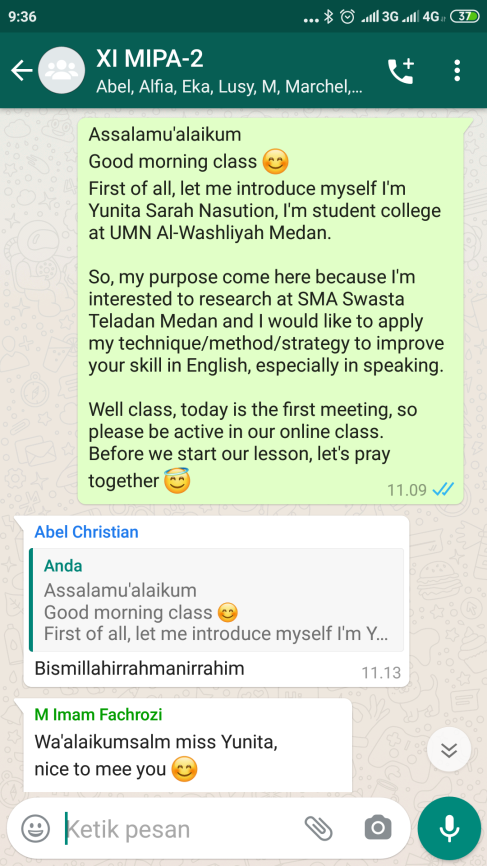 9:36
3G 4G 37
XI MIPA-2
Abel, Alfia, Eka, Lusy, M, Marchel,...
Assalamu'alaikum
Good morning class 😊
First of all, let me introduce myself I'm
Yunita Sarah Nasution, I'm student college
at UMN Al-Washliyah Medan.
So, my purpose come here because I'm
interested to research at SMA Swasta
Teladan Medan and I would like to apply
my technique/method/strategy to improve
your skill in English, especially in speaking.
Well class, today is the first meeting, so
please be active in our online class.
Before we start our lesson, let's pray
together 😇
11.09
Abel Christian
Anda
Assalamu'alaikum
Good morning class 😊
First of all, let me introduce myself I'm Y...
Bismillahirrahmanirrahim
11.13
M Imam Fachrozi
Wa'alaikumsalm miss Yunita,
nice to mee you 😊
Ketik pesan